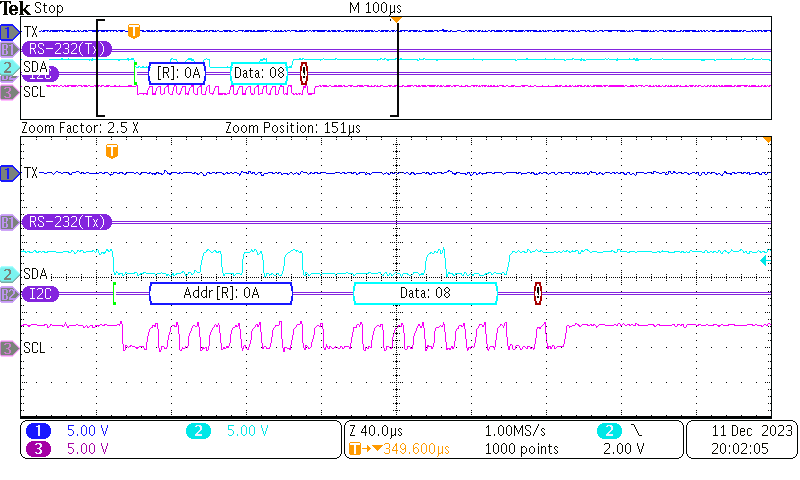 Tek Stop M 100µs
1 TX
B1 RS-232(Tx)
2 SDA
I2C [R]: 0A Data: 08 !
3 SCL
Zoom Factor: 2.5 X Zoom Position: 151µs
T
1 TX
B1 RS-232(Tx)
2 SDA
B2 I2C Addr[R]: 0A Data: 08 !
3 SCL
1 5.00 V 2 5.00 V Z 40.0µs 1.00MS/s 2 11 Dec 2023
3 5.00 V T→▼349.600µs 1000 points 2.00 V 20:02:05